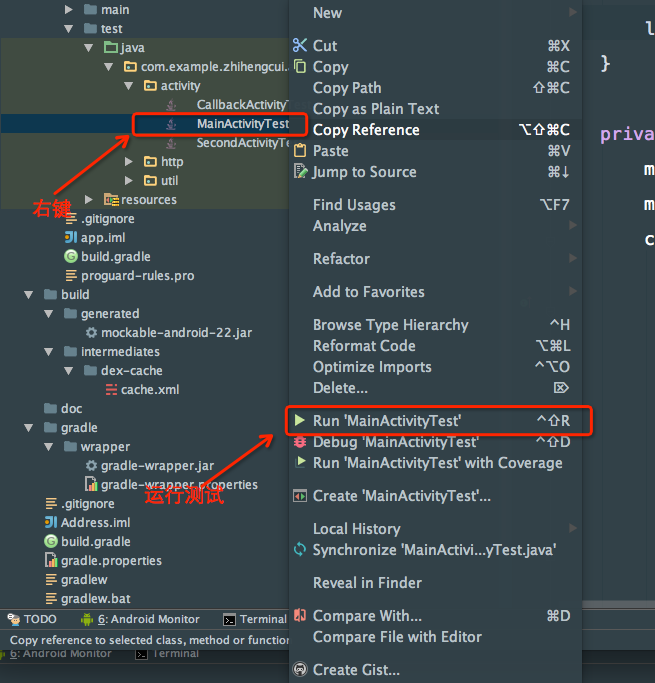 main
test
java
com.example.zhihengcui.
activity
CallbackActivityT
MainActivityTest
SecondActivityTe
http
util
resources
右键
.gitignore
app.iml
build.gradle
proguard-rules.pro
build
generated
mockable-android-22.jar
intermediates
dex-cache
cache.xml
doc
gradle
wrapper
gradle-wrapper.jar
gradle-wrapper.properties
运行测试
.gitignore
Address.iml
build.gradle
gradle.properties
gradlew
gradlew.bat
TODO 6: Android Monitor Terminal
Copy reference to selected class, method or function
6: Android Monitor Terminal
New
Cut ⌘X
Copy ⌘C
Copy Path ⇧⌘C
Copy as Plain Text
Copy Reference ⌥⇧⌘C
Paste ⌘V
Jump to Source ⌘↓
Find Usages ⌥F7
Analyze
Refactor
Add to Favorites
Browse Type Hierarchy ^H
Reformat Code ⌥⌘L
Optimize Imports ^⌥O
Delete... ⌦
Run 'MainActivityTest' ^⇧R
Debug 'MainActivityTest' ^⇧D
Run 'MainActivityTest' with Coverage
Create 'MainActivityTest'...
Local History
Synchronize 'MainActivi...yTest.java'
Reveal in Finder
Compare With... ⌘D
Compare File with Editor
Create Gist...
l
}
priva
m
m
c